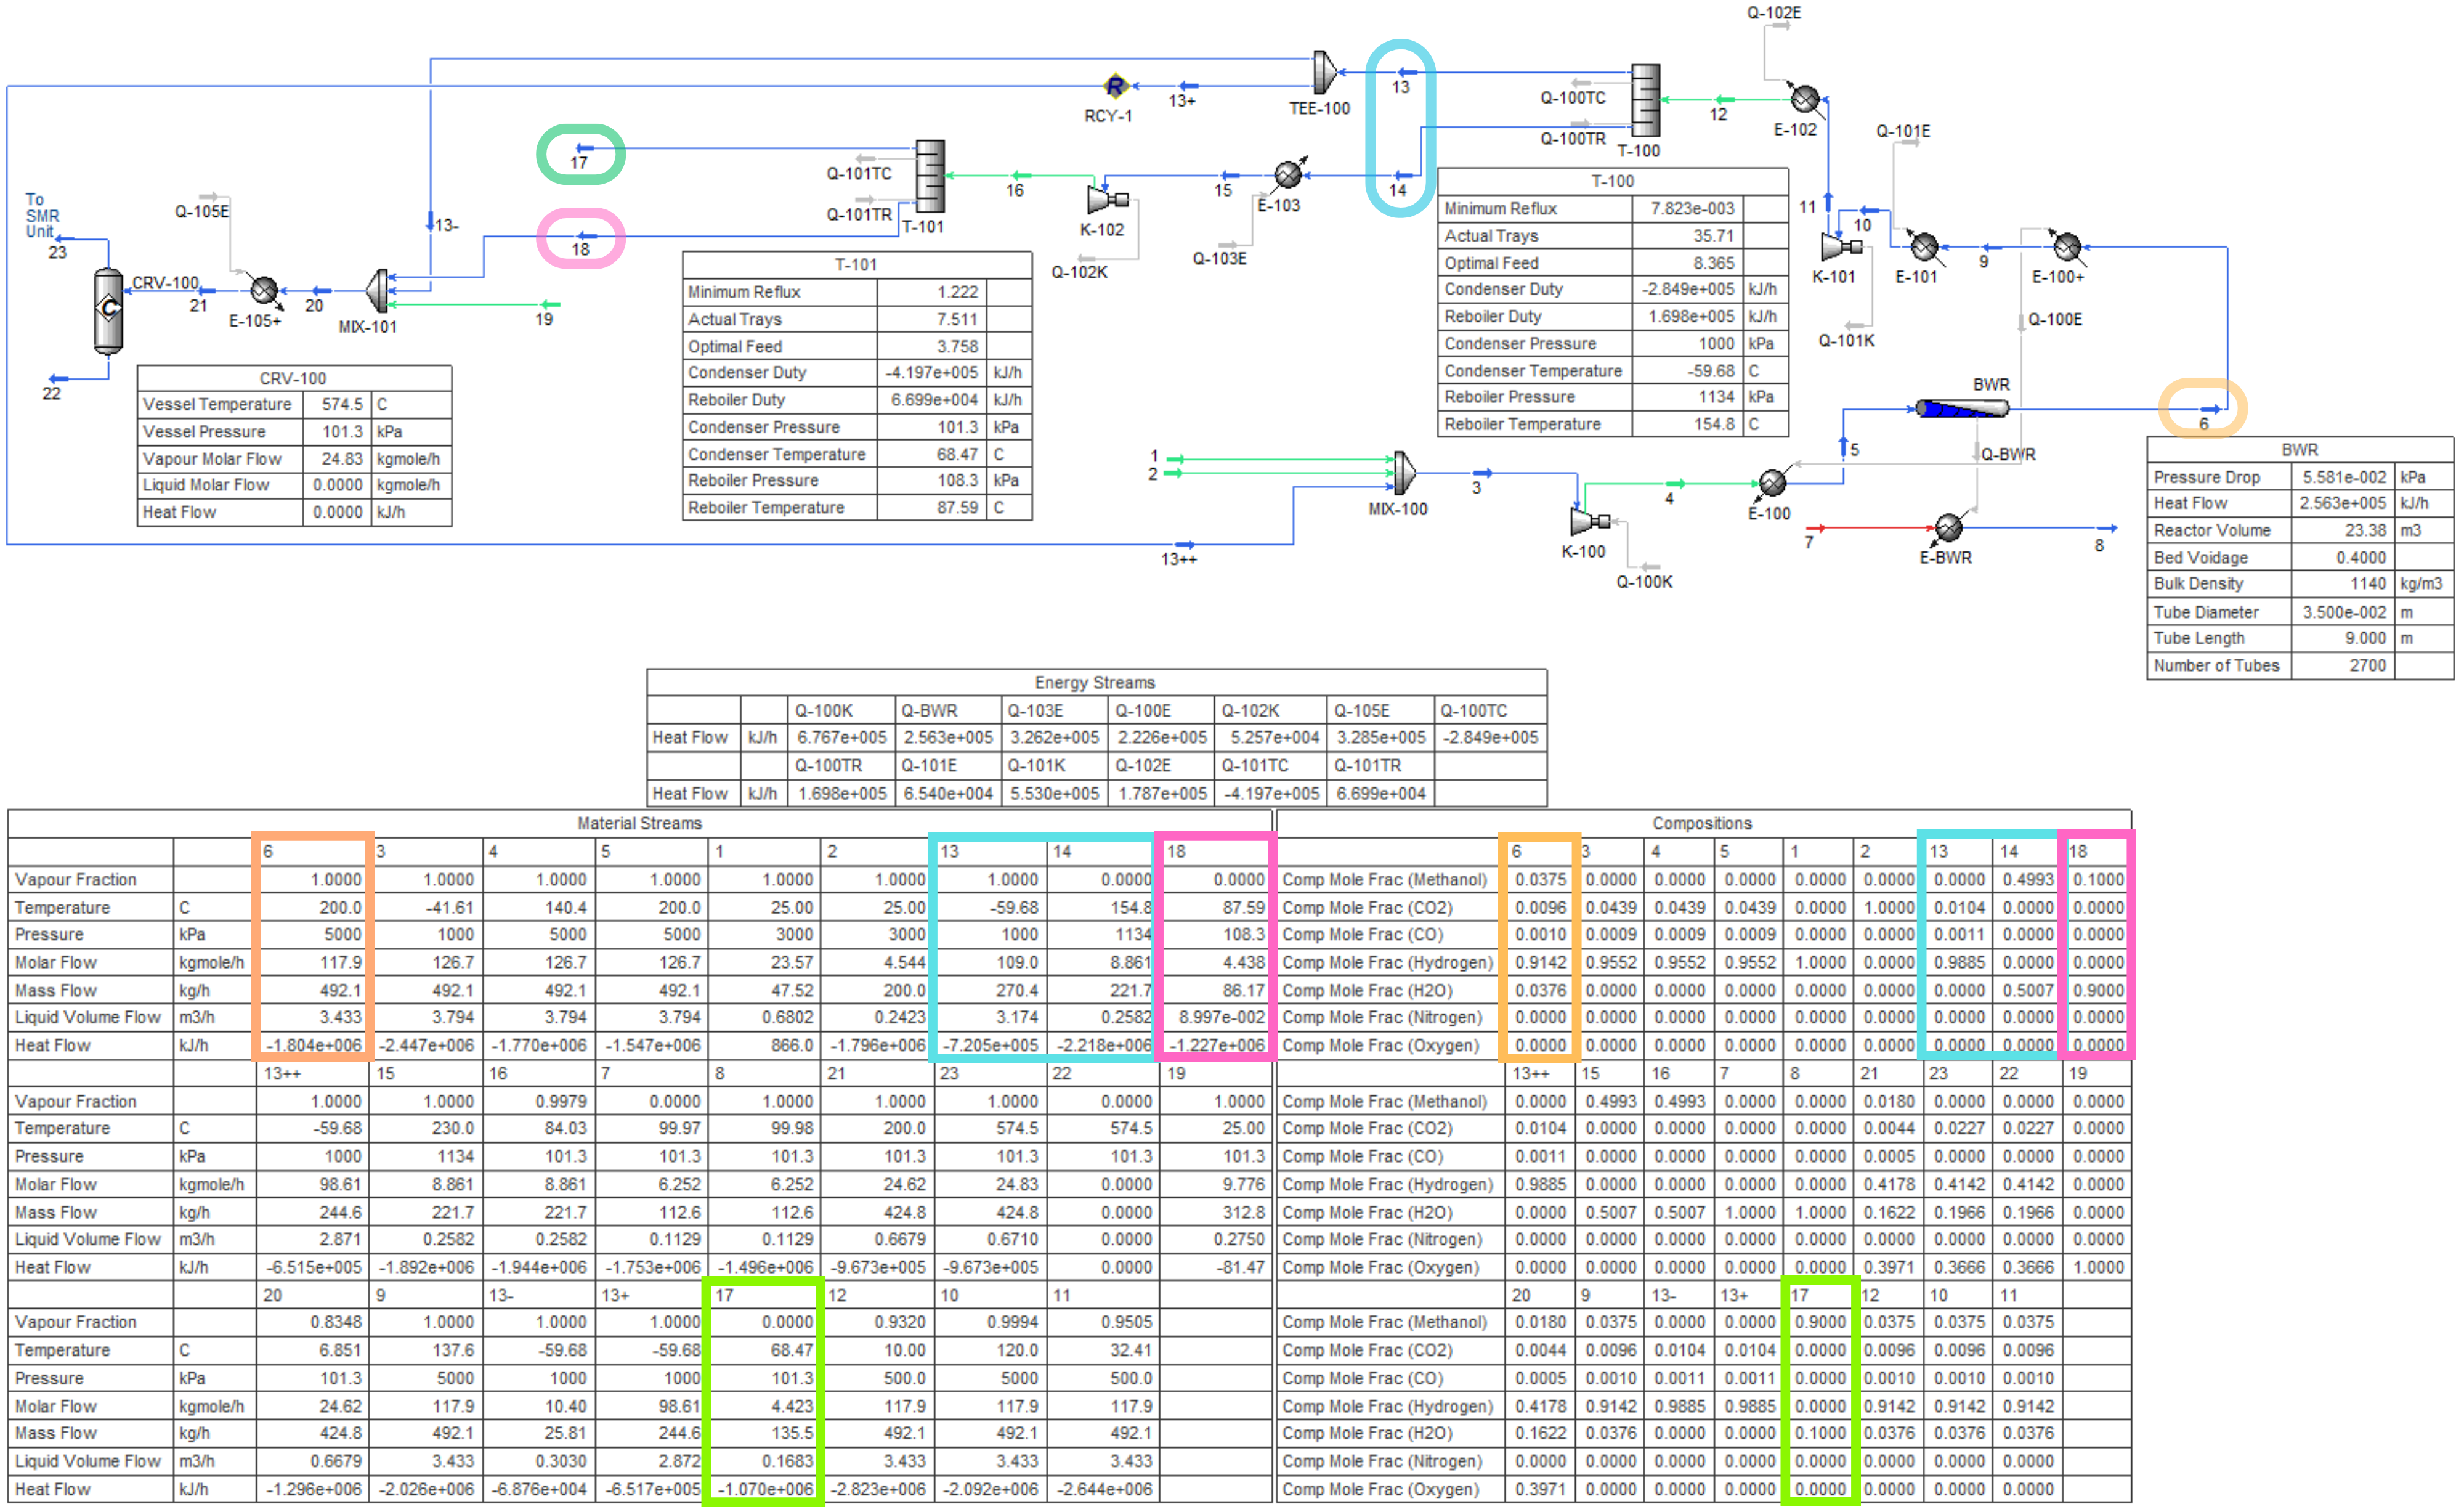 Q-102E
13
Q-100TC
13+
RCY-1
TEE-100
12
E-102
Q-101E
Q-100TR
T-100
17
Q-101TC
16
15
14
E-103
11
10
9
To
SMR
Unit
Q-105E
13-
18
Q-101TR
T-101
K-102
Q-103E
Q-102K
K-101
E-101
E-100+
23
CRV-100
21
E-105+
20
MIX-101
19
Q-101K
Q-100E
22
T-100
Minimum Reflux 7.823e-003
Actual Trays 35.71
Optimal Feed 8.365
Condenser Duty -2.849e+005 kJ/h
Reboiler Duty 1.698e+005 kJ/h
Condenser Pressure 1000 kPa
Condenser Temperature -59.68 C
Reboiler Pressure 1134 kPa
Reboiler Temperature 154.8 C
T-101
Minimum Reflux 1.222
Actual Trays 7.511
Optimal Feed 3.758
Condenser Duty -4.197e+005 kJ/h
Reboiler Duty 6.699e+004 kJ/h
Condenser Pressure 101.3 kPa
Condenser Temperature 68.47 C
Reboiler Pressure 108.3 kPa
Reboiler Temperature 87.59 C
CRV-100
Vessel Temperature 574.5 C
Vessel Pressure 101.3 kPa
Vapour Molar Flow 24.83 kgmole/h
Liquid Molar Flow 0.0000 kgmole/h
Heat Flow 0.0000 kJ/h
1
2
3
MIX-100
4
K-100
Q-100K
13++
E-100
5
BWR
Q-BWR
6
7
E-BWR
8
BWR
Pressure Drop 5.581e-002 kPa
Heat Flow 2.563e+005 kJ/h
Reactor Volume 23.38 m3
Bed Voidage 0.4000
Bulk Density 1140 kg/m3
Tube Diameter 3.500e-002 m
Tube Length 9.000 m
Number of Tubes 2700
Energy Streams
Q-100K Q-BWR Q-103E Q-100E Q-102K Q-105E Q-100TC
Heat Flow kJ/h 6.767e+005 2.563e+005 3.262e+005 2.226e+005 5.257e+004 3.285e+005 -2.849e+005
Q-100TR Q-101E Q-101K Q-102E Q-101TC Q-101TR
Heat Flow kJ/h 1.698e+005 6.540e+004 5.530e+005 1.787e+005 -4.197e+005 6.699e+004
Material Streams
6 3 4 5 1 2 13 14 18
Vapour Fraction 1.0000 1.0000 1.0000 1.0000 1.0000 1.0000 1.0000 0.0000 0.0000
Temperature C 200.0 -41.61 140.4 200.0 25.00 25.00 -59.68 154.8 87.59
Pressure kPa 5000 1000 5000 5000 3000 3000 1000 1134 108.3
Molar Flow kgmole/h 117.9 126.7 126.7 126.7 23.57 4.544 109.0 8.861 4.438
Mass Flow kg/h 492.1 492.1 492.1 492.1 47.52 200.0 270.4 221.7 86.17
Liquid Volume Flow m3/h 3.433 3.794 3.794 3.794 0.6802 0.2423 3.174 0.2582 8.997e-002
Heat Flow kJ/h -1.804e+006 -2.447e+006 -1.770e+006 -1.547e+006 866.0 -1.796e+006 -7.205e+005 -2.218e+006 -1.227e+006
13++ 15 16 7 8 21 23 22 19
Vapour Fraction 1.0000 1.0000 0.9979 0.0000 1.0000 1.0000 1.0000 0.0000 1.0000
Temperature C -59.68 230.0 84.03 99.97 99.98 200.0 574.5 574.5 25.00
Pressure kPa 1000 1134 101.3 101.3 101.3 101.3 101.3 101.3 101.3
Molar Flow kgmole/h 98.61 8.861 8.861 6.252 6.252 24.62 24.83 0.0000 9.776
Mass Flow kg/h 244.6 221.7 221.7 112.6 112.6 424.8 424.8 0.0000 312.8
Liquid Volume Flow m3/h 2.871 0.2582 0.2582 0.1129 0.1129 0.6679 0.6710 0.0000 0.2750
Heat Flow kJ/h -6.515e+005 -1.892e+006 -1.944e+006 -1.753e+006 -1.496e+006 -9.673e+005 -9.673e+005 0.0000 -81.47
20 9 13- 13+ 17 12 10 11
Vapour Fraction 0.8348 1.0000 1.0000 1.0000 0.0000 0.9320 0.9994 0.9505
Temperature C 6.851 137.6 -59.68 -59.68 68.47 10.00 120.0 32.41
Pressure kPa 101.3 5000 1000 1000 101.3 500.0 5000 500.0
Molar Flow kgmole/h 24.62 117.9 10.40 98.61 4.423 117.9 117.9 117.9
Mass Flow kg/h 424.8 492.1 25.81 244.6 135.5 492.1 492.1 492.1
Liquid Volume Flow m3/h 0.6679 3.433 0.3030 2.872 0.1683 3.433 3.433 3.433
Heat Flow kJ/h -1.296e+006 -2.026e+006 -6.876e+004 -6.517e+005 -1.070e+006 -2.823e+006 -2.092e+006 -2.644e+006
Compositions
6 3 4 5 1 2 13 14 18
Comp Mole Frac (Methanol) 0.0375 0.0000 0.0000 0.0000 0.0000 0.0000 0.0000 0.4993 0.1000
Comp Mole Frac (CO2) 0.0096 0.0439 0.0439 0.0439 0.0000 1.0000 0.0104 0.0000 0.0000
Comp Mole Frac (CO) 0.0010 0.0009 0.0009 0.0009 0.0000 0.0000 0.0011 0.0000 0.0000
Comp Mole Frac (Hydrogen) 0.9142 0.9552 0.9552 0.9552 1.0000 0.0000 0.9885 0.0000 0.0000
Comp Mole Frac (H2O) 0.0376 0.0000 0.0000 0.0000 0.0000 0.0000 0.0000 0.5007 0.9000
Comp Mole Frac (Nitrogen) 0.0000 0.0000 0.0000 0.0000 0.0000 0.0000 0.0000 0.0000 0.0000
Comp Mole Frac (Oxygen) 0.0000 0.0000 0.0000 0.0000 0.0000 0.0000 0.0000 0.0000 0.0000
13++ 15 16 7 8 21 23 22 19
Comp Mole Frac (Methanol) 0.0000 0.4993 0.4993 0.0000 0.0000 0.0180 0.0000 0.0000 0.0000
Comp Mole Frac (CO2) 0.0104 0.0000 0.0000 0.0000 0.0000 0.0044 0.0227 0.0227 0.0000
Comp Mole Frac (CO) 0.0011 0.0000 0.0000 0.0000 0.0000 0.0005 0.0000 0.0000 0.0000
Comp Mole Frac (Hydrogen) 0.9885 0.0000 0.0000 0.0000 0.0000 0.4178 0.4142 0.4142 0.0000
Comp Mole Frac (H2O) 0.0000 0.5007 0.5007 1.0000 1.0000 0.1622 0.1966 0.1966 0.0000
Comp Mole Frac (Nitrogen) 0.0000 0.0000 0.0000 0.0000 0.0000 0.0000 0.0000 0.0000 0.0000
Comp Mole Frac (Oxygen) 0.0000 0.0000 0.0000 0.0000 0.0000 0.3971 0.3666 0.3666 1.0000
20 9 13- 13+ 17 12 10 11
Comp Mole Frac (Methanol) 0.0180 0.0375 0.0000 0.0000 0.9000 0.0375 0.0375 0.0375
Comp Mole Frac (CO2) 0.0044 0.0096 0.0104 0.0104 0.0000 0.0096 0.0096 0.0096
Comp Mole Frac (CO) 0.0005 0.0010 0.0011 0.0011 0.0000 0.0010 0.0010 0.0010
Comp Mole Frac (Hydrogen) 0.4178 0.9142 0.9885 0.9885 0.0000 0.9142 0.9142 0.9142
Comp Mole Frac (H2O) 0.1622 0.0376 0.0000 0.0000 0.1000 0.0376 0.0376 0.0376
Comp Mole Frac (Nitrogen) 0.0000 0.0000 0.0000 0.0000 0.0000 0.0000 0.0000 0.0000
Comp Mole Frac (Oxygen) 0.3971 0.0000 0.0000 0.0000 0.0000 0.0000 0.0000 0.0000